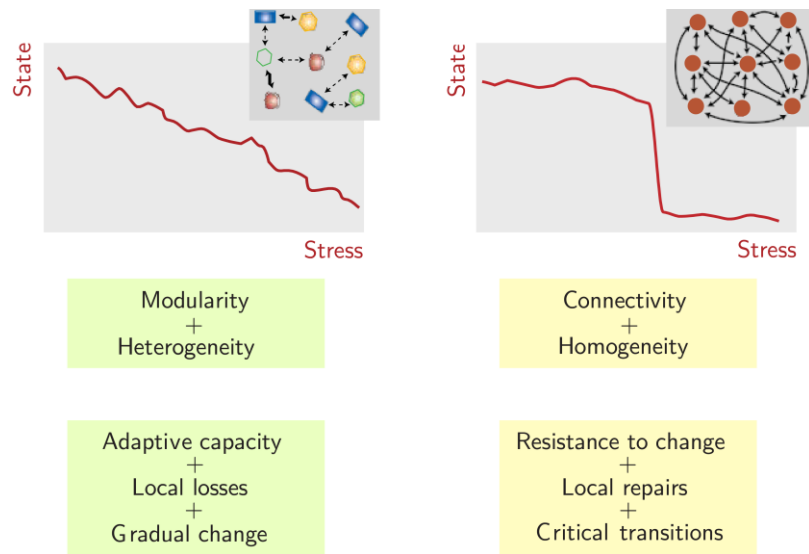 State
Stress
State
Stress
Modularity
+
Heterogeneity
Connectivity
+
Homogeneity
Adaptive capacity
+
Local losses
+
Gradual change
Resistance to change
+
Local repairs
+
Critical transitions